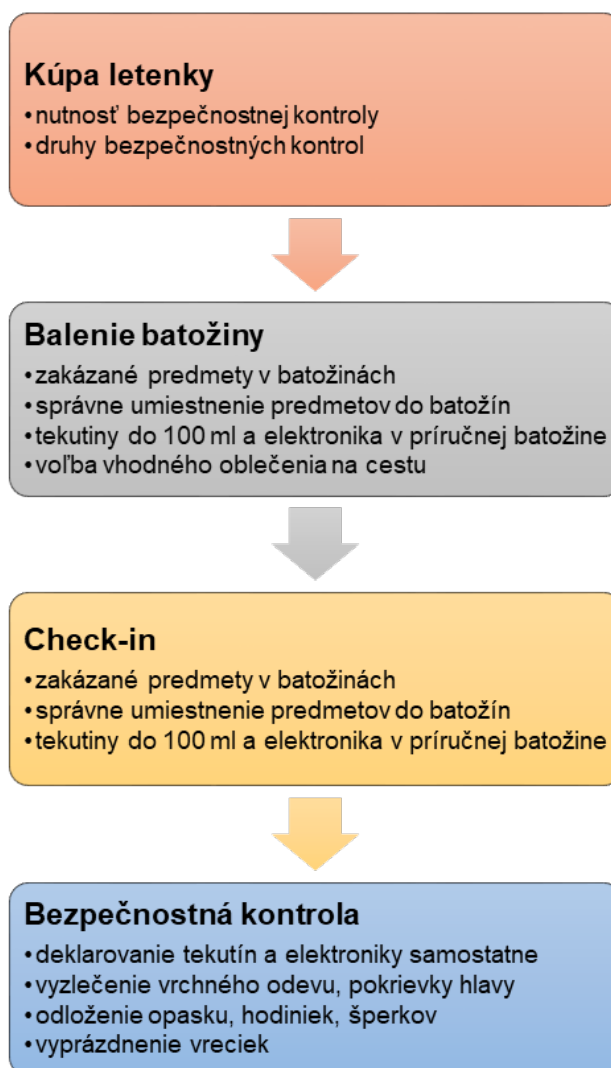 Kúpa letenky
•nutnosť bezpečnostnej kontroly
•druhy bezpečnostných kontrol
Balenie batožiny
•zakázané predmety v batožinách
•správne umiestnenie predmetov do batožín
•tekutiny do 100 ml a elektronika v príručnej batožine
•voľba vhodného oblečenia na cestu
Check-in
•zakázané predmety v batožinách
•správne umiestnenie predmetov do batožín
•tekutiny do 100 ml a elektronika v príručnej batožine
Bezpečnostná kontrola
•deklarovanie tekutín a elektroniky samostatne
•vyzlečenie vrchného odevu, pokrievky hlavy
•odloženie opasku, hodiniek, šperkov
•vyprázdnenie vreciek